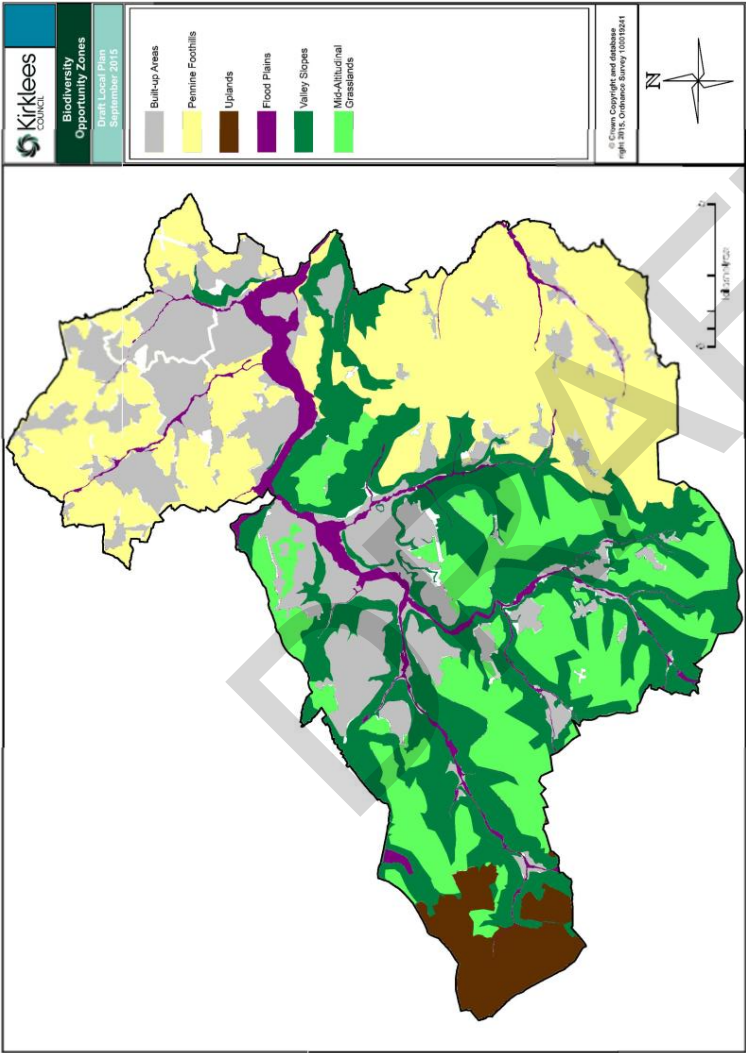 Kirklees
COUNCIL
Biodiversity
Opportunity Zones
Draft Local Plan
September 2015
Built-up Areas
Pennine Foothills
Uplands
Flood Plains
Valley Slopes
Mid-Altitudinal
Grasslands
© Crown Copyright and database
right 2015. Ordnance Survey 100019241
N
DRAFT